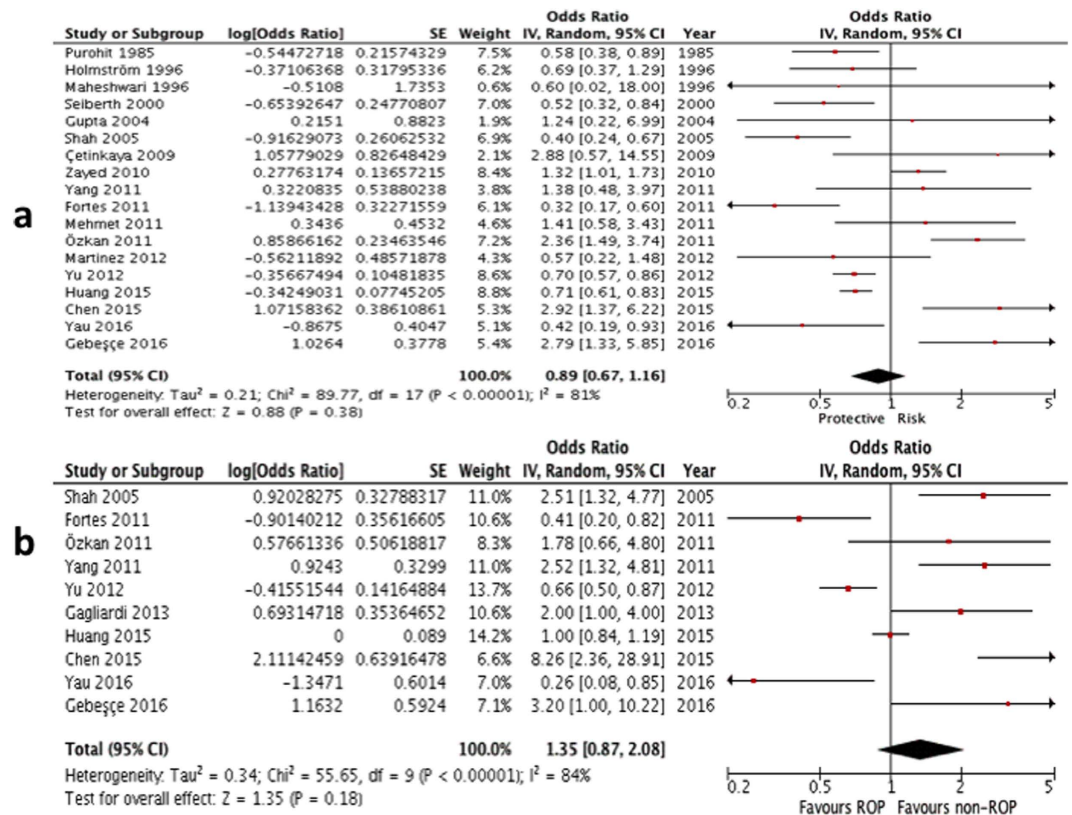 a
Odds Ratio Odds Ratio
Study or Subgroup log[Odds Ratio] SE Weight IV, Random, 95% CI Year IV, Random, 95% CI
Purohit 1985 −0.54472718 0.21574329 7.5% 0.58 [0.38, 0.89] 1985
Holmström 1996 −0.37106368 0.31795336 6.2% 0.69 [0.37, 1.29] 1996
Maheshwari 1996 −0.5108 1.7353 0.6% 0.60 [0.02, 18.00] 1996
Seiberth 2000 −0.65392647 0.24770807 7.0% 0.52 [0.32, 0.84] 2000
Gupta 2004 0.2151 0.8823 1.9% 1.24 [0.22, 6.99] 2004
Shah 2005 −0.91629073 0.26062532 6.9% 0.40 [0.24, 0.67] 2005
Çetinkaya 2009 1.05779029 0.82648429 2.1% 2.88 [0.57, 14.55] 2009
Zayed 2010 0.27763174 0.13657215 8.4% 1.32 [1.01, 1.73] 2010
Yang 2011 0.3220835 0.53880238 3.8% 1.38 [0.48, 3.97] 2011
Fortes 2011 −1.13943428 0.32271559 6.1% 0.32 [0.17, 0.60] 2011
Mehmet 2011 0.3436 0.4532 4.6% 1.41 [0.58, 3.43] 2011
Özkan 2011 0.85866162 0.23463546 7.2% 2.36 [1.49, 3.74] 2011
Martinez 2012 −0.56211892 0.48571878 4.3% 0.57 [0.22, 1.48] 2012
Yu 2012 −0.35667494 0.10481835 8.6% 0.70 [0.57, 0.86] 2012
Huang 2015 −0.34249031 0.07745205 8.8% 0.71 [0.61, 0.83] 2015
Chen 2015 1.07158362 0.38610861 5.3% 2.92 [1.37, 6.22] 2015
Yau 2016 −0.8675 0.4047 5.1% 0.42 [0.19, 0.93] 2016
Gebeşçe 2016 1.0264 0.3778 5.4% 2.79 [1.33, 5.85] 2016
Total (95% CI) 100.0% 0.89 [0.67, 1.16]
Heterogeneity: Tau² = 0.21; Chi² = 89.77, df = 17 (P < 0.00001); I² = 81%
Test for overall effect: Z = 0.88 (P = 0.38)
0.2 0.5 1 2 5
Protective Risk
b
Odds Ratio Odds Ratio
Study or Subgroup log[Odds Ratio] SE Weight IV, Random, 95% CI Year IV, Random, 95% CI
Shah 2005 0.92028275 0.32788317 11.0% 2.51 [1.32, 4.77] 2005
Fortes 2011 −0.90140212 0.35616605 10.6% 0.41 [0.20, 0.82] 2011
Özkan 2011 0.57661336 0.50618817 8.3% 1.78 [0.66, 4.80] 2011
Yang 2011 0.9243 0.3299 11.0% 2.52 [1.32, 4.81] 2011
Yu 2012 −0.41551544 0.14164884 13.7% 0.66 [0.50, 0.87] 2012
Gagliardi 2013 0.69314718 0.35364652 10.6% 2.00 [1.00, 4.00] 2013
Huang 2015 0 0.089 14.2% 1.00 [0.84, 1.19] 2015
Chen 2015 2.11142459 0.63916478 6.6% 8.26 [2.36, 28.91] 2015
Yau 2016 −1.3471 0.6014 7.0% 0.26 [0.08, 0.85] 2016
Gebeşçe 2016 1.1632 0.5924 7.1% 3.20 [1.00, 10.22] 2016
Total (95% CI) 100.0% 1.35 [0.87, 2.08]
Heterogeneity: Tau² = 0.34; Chi² = 55.65, df = 9 (P < 0.00001); I² = 84%
Test for overall effect: Z = 1.35 (P = 0.18)
0.2 0.5 1 2 5
Favours ROP Favours non-ROP